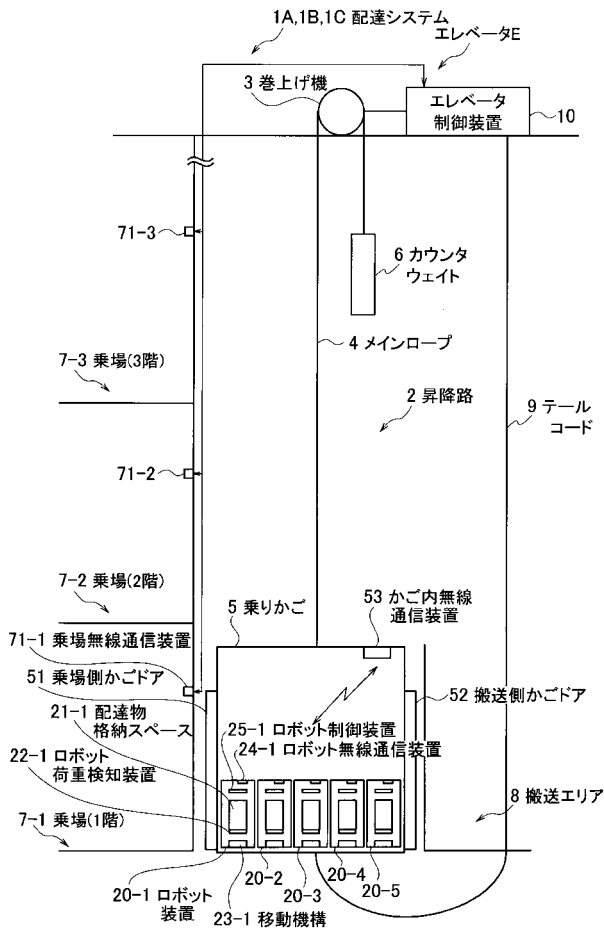 1A,1B,1C 配達システム
エレベータE
3 巻上げ機
エレベータ
制御装置
10
71-3
6 カウンタ
ウェイト
4 メインロープ
7-3 乗場(3階)
2 昇降路
9 テール
コード
71-2
7-2 乗場(2階)
5 乗りかご
53 かご内無線
通信装置
71-1 乗場無線通信装置
51 乗場側かごドア
52 搬送側かごドア
21-1 配達物
格納スペース
25-1 ロボット制御装置
24-1 ロボット無線通信装置
22-1 ロボット
荷重検知装置
8 搬送エリア
7-1 乗場(1階)
20-1 ロボット
装置
20-2
20-3
20-4
20-5
23-1 移動機構